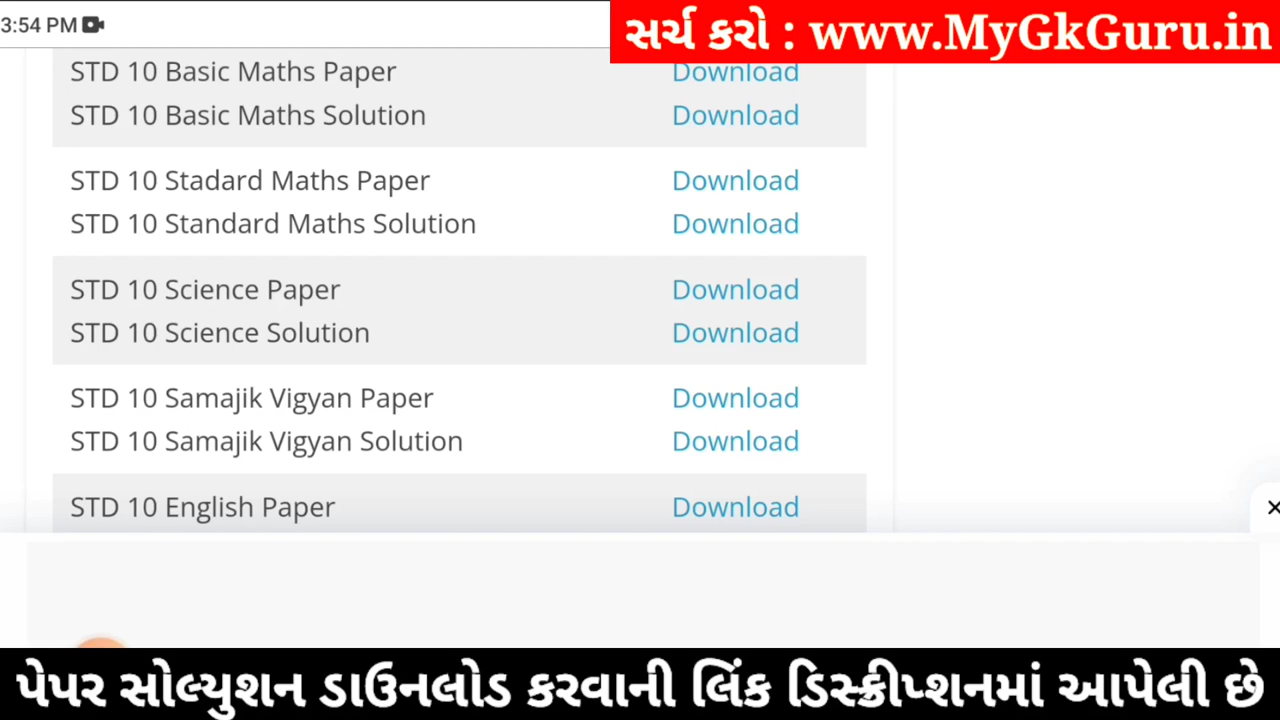 3:54 PM
સર્ચ કરો : www.MyGkGuru.in
STD 10 Basic Maths Paper Download
STD 10 Basic Maths Solution Download
STD 10 Stadard Maths Paper Download
STD 10 Standard Maths Solution Download
STD 10 Science Paper Download
STD 10 Science Solution Download
STD 10 Samajik Vigyan Paper Download
STD 10 Samajik Vigyan Solution Download
STD 10 English Paper Download
પેપર સોલ્યુશન ડાઉનલોડ કરવાની લિંક ડિસ્ક્રીપ્શનમાં આપેલી છે